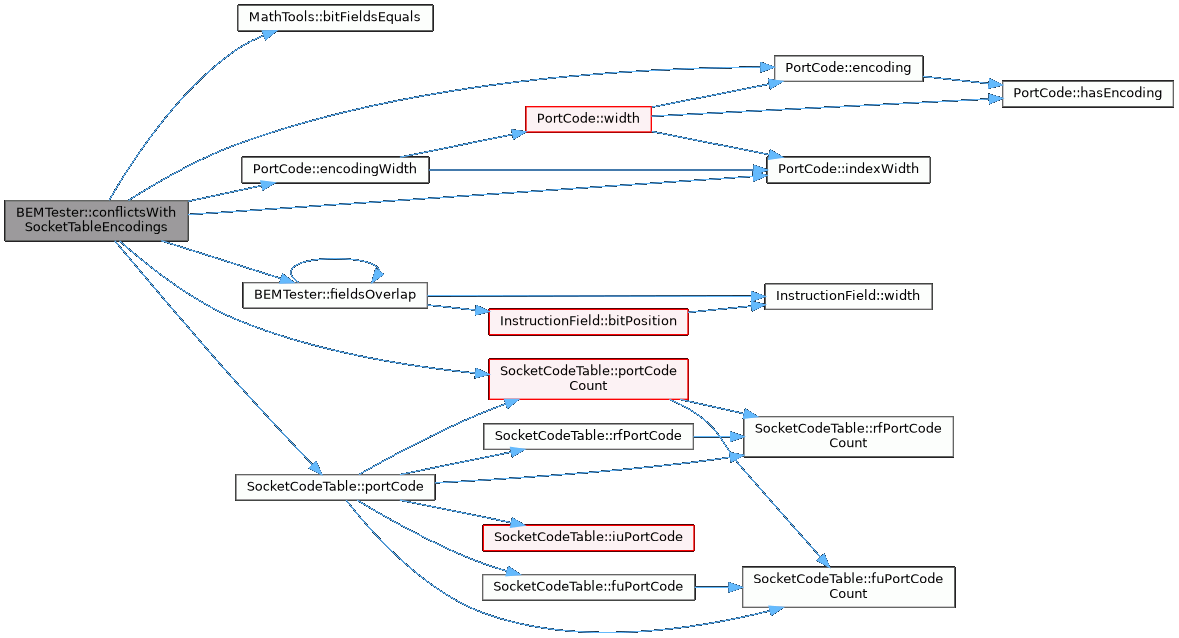 MathTools::bitFieldsEquals
PortCode::encoding
PortCode::hasEncoding
PortCode::width
PortCode::encodingWidth
PortCode::indexWidth
BEMTester::conflictsWith
SocketTableEncodings
BEMTester::fieldsOverlap
InstructionField::width
InstructionField::bitPosition
SocketCodeTable::portCode
Count
SocketCodeTable::rfPortCode
SocketCodeTable::rfPortCode
Count
SocketCodeTable::portCode
SocketCodeTable::iuPortCode
SocketCodeTable::fuPortCode
SocketCodeTable::fuPortCode
Count